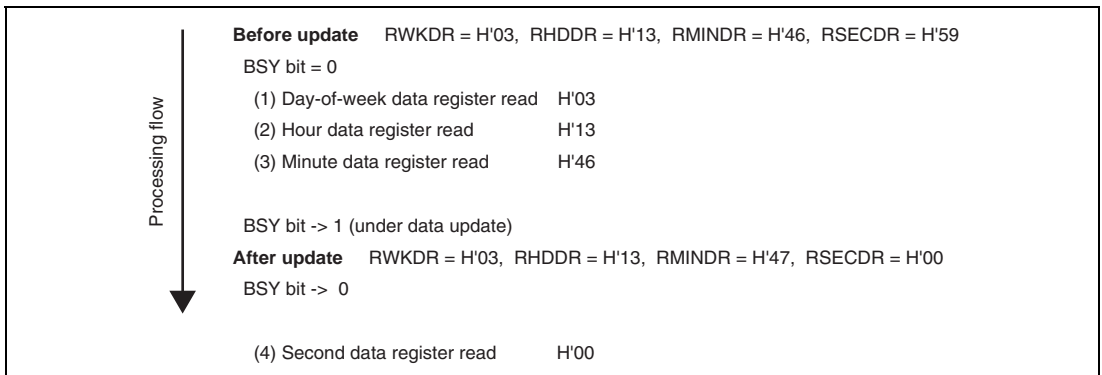 Processing flow
Before update RWKDR = H'03, RHDDR = H'13, RMINDR = H'46, RSECDR = H'59
BSY bit = 0
(1) Day-of-week data register read H'03
(2) Hour data register read H'13
(3) Minute data register read H'46
BSY bit -> 1 (under data update)
After update RWKDR = H'03, RHDDR = H'13, RMINDR = H'47, RSECDR = H'00
BSY bit -> 0
(4) Second data register read H'00